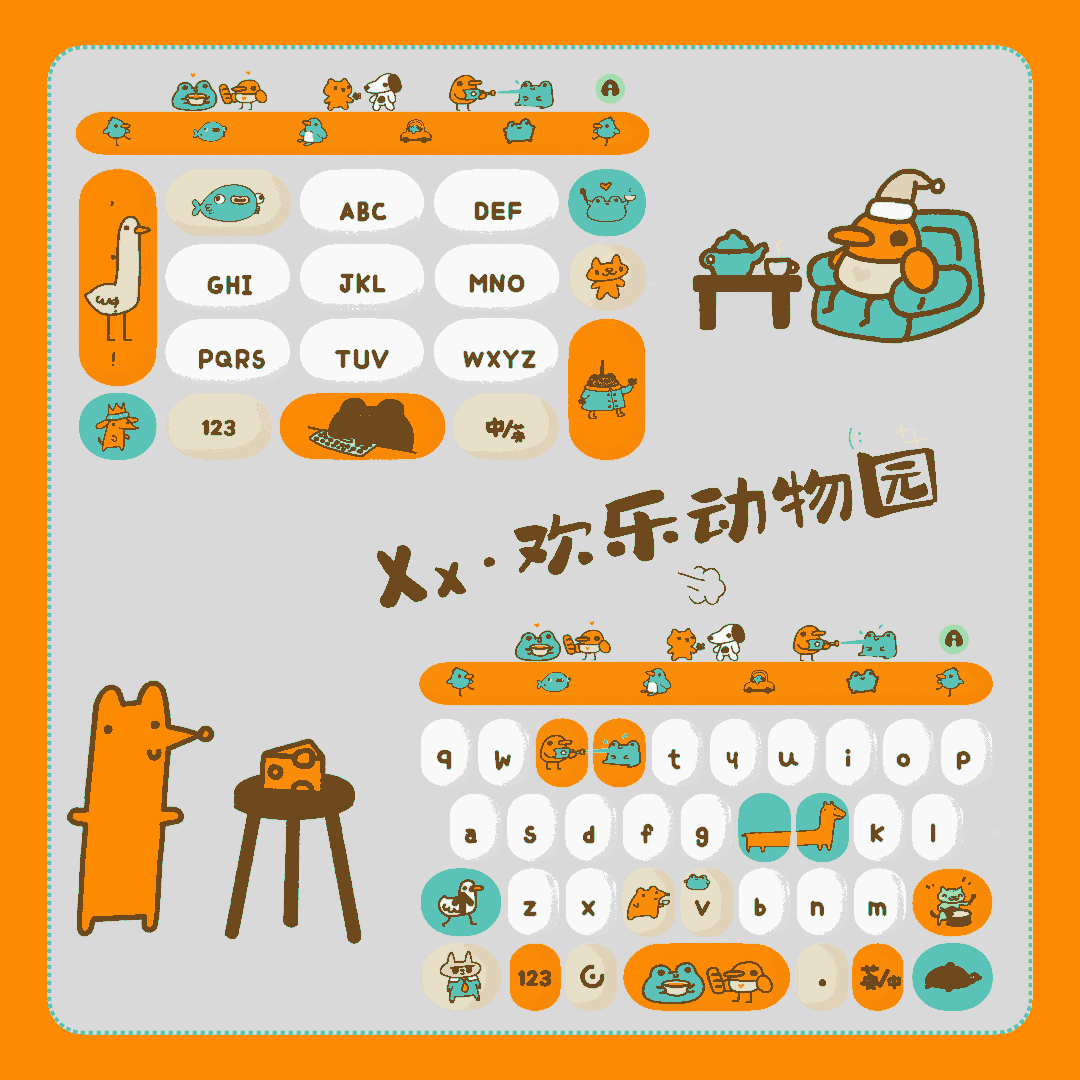 ABC DEF
GHI JKL MNO
PQRS TUV WXYZ
123 中/英
Xx·欢乐动物园
q w t y u i o p
a s d f g k l
z x v b n m
123 . 英/中